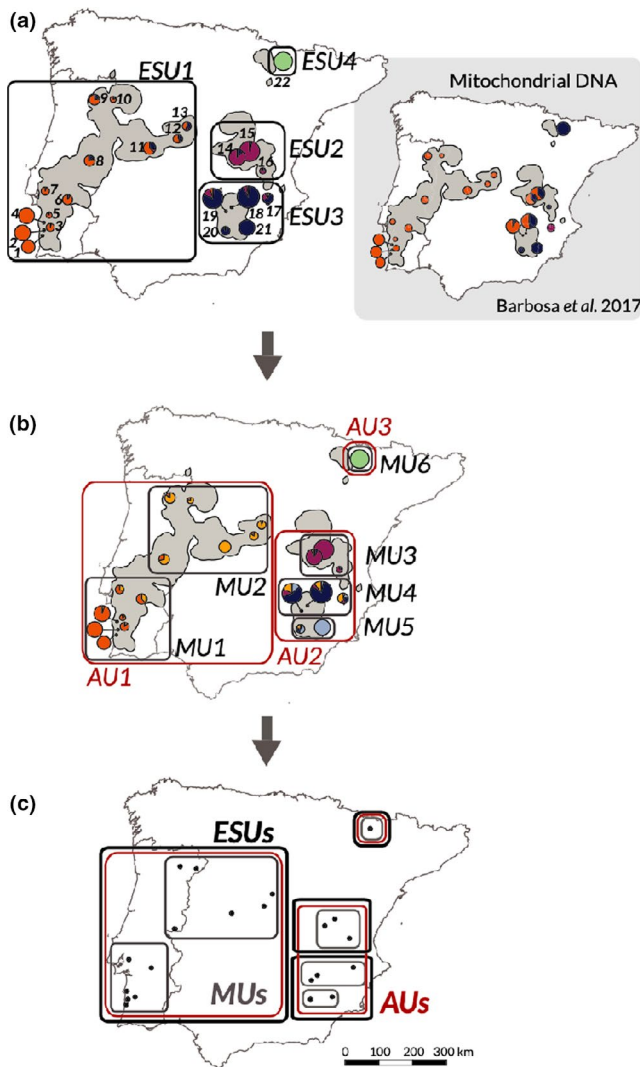 (a)
ESU1
ESU4
22
Mitochondrial DNA
9
10
13
12
11
15
14
ESU2
16
8
7
6
4
5
3
2
1
ESU3
19
18
17
20
21
Barbosa et al. 2017
(b)
AU3
MU6
MU2
MU3
MU4
MU5
MU1
AU1
AU2
(c)
ESUs
MUs
AUs
0 100 200 300 km